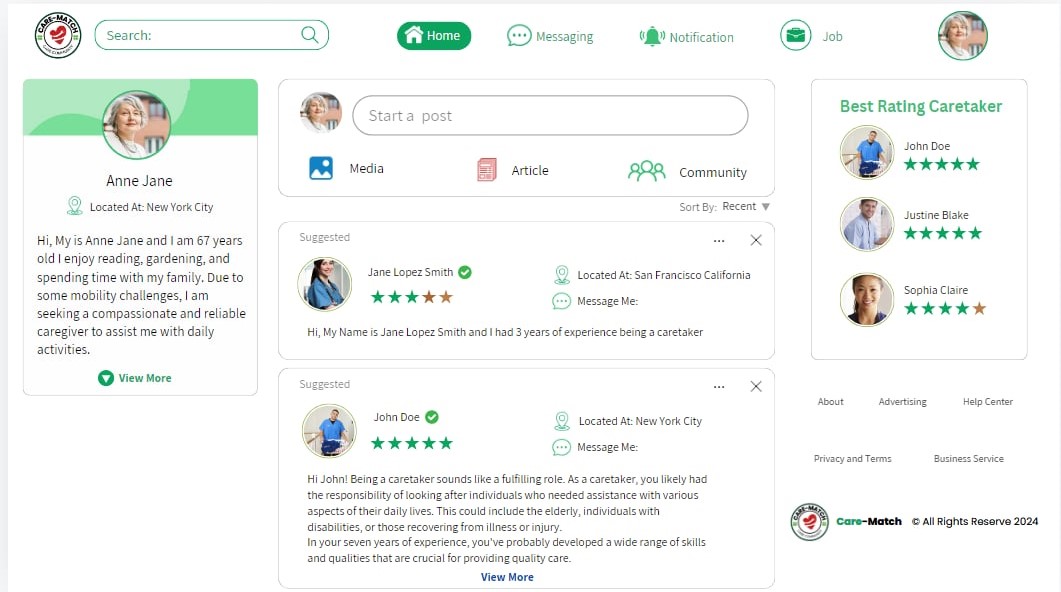 CARE-MATCH
Search:
Home
Messaging
Notification
Job
Anne Jane
Located At: New York City
Hi, My is Anne Jane and I am 67 years
old I enjoy reading, gardening, and
spending time with my family. Due to
some mobility challenges, I am
seeking a compassionate and reliable
caregiver to assist me with daily
activities.
View More
Start a post
Media
Article
Community
Sort By: Recent
Suggested
Jane Lopez Smith
Located At: San Francisco California
Message Me:
Hi, My Name is Jane Lopez Smith and I had 3 years of experience being a caretaker
Suggested
John Doe
Located At: New York City
Message Me:
Hi John! Being a caretaker sounds like a fulfilling role. As a caretaker, you likely had
the responsibility of looking after individuals who needed assistance with various
aspects of their daily lives. This could include the elderly, individuals with
disabilities, or those recovering from illness or injury.
In your seven years of experience, you've probably developed a wide range of skills
and qualities that are crucial for providing quality care.
View More
Best Rating Caretaker
John Doe
Justine Blake
Sophia Claire
About
Advertising
Help Center
Privacy and Terms
Business Service
CARE-MATCH
Care-Match © All Rights Reserve 2024